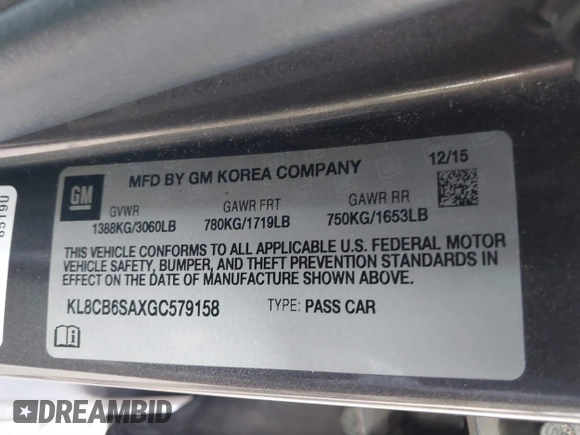 GM
MFD BY GM KOREA COMPANY
12/15
GVWR
GAWR FRT
GAWR RR
1388KG/3060LB
780KG/1719LB
750KG/1653LB
THIS VEHICLE CONFORMS TO ALL APPLICABLE U.S. FEDERAL MOTOR
VEHICLE SAFETY, BUMPER, AND THEFT PREVENTION STANDARDS IN
EFFECT ON THE DATE OF MANUFACTURE SHOWN ABOVE.
KL8CB6SAXGC579158
TYPE: PASS CAR
DREAMBID